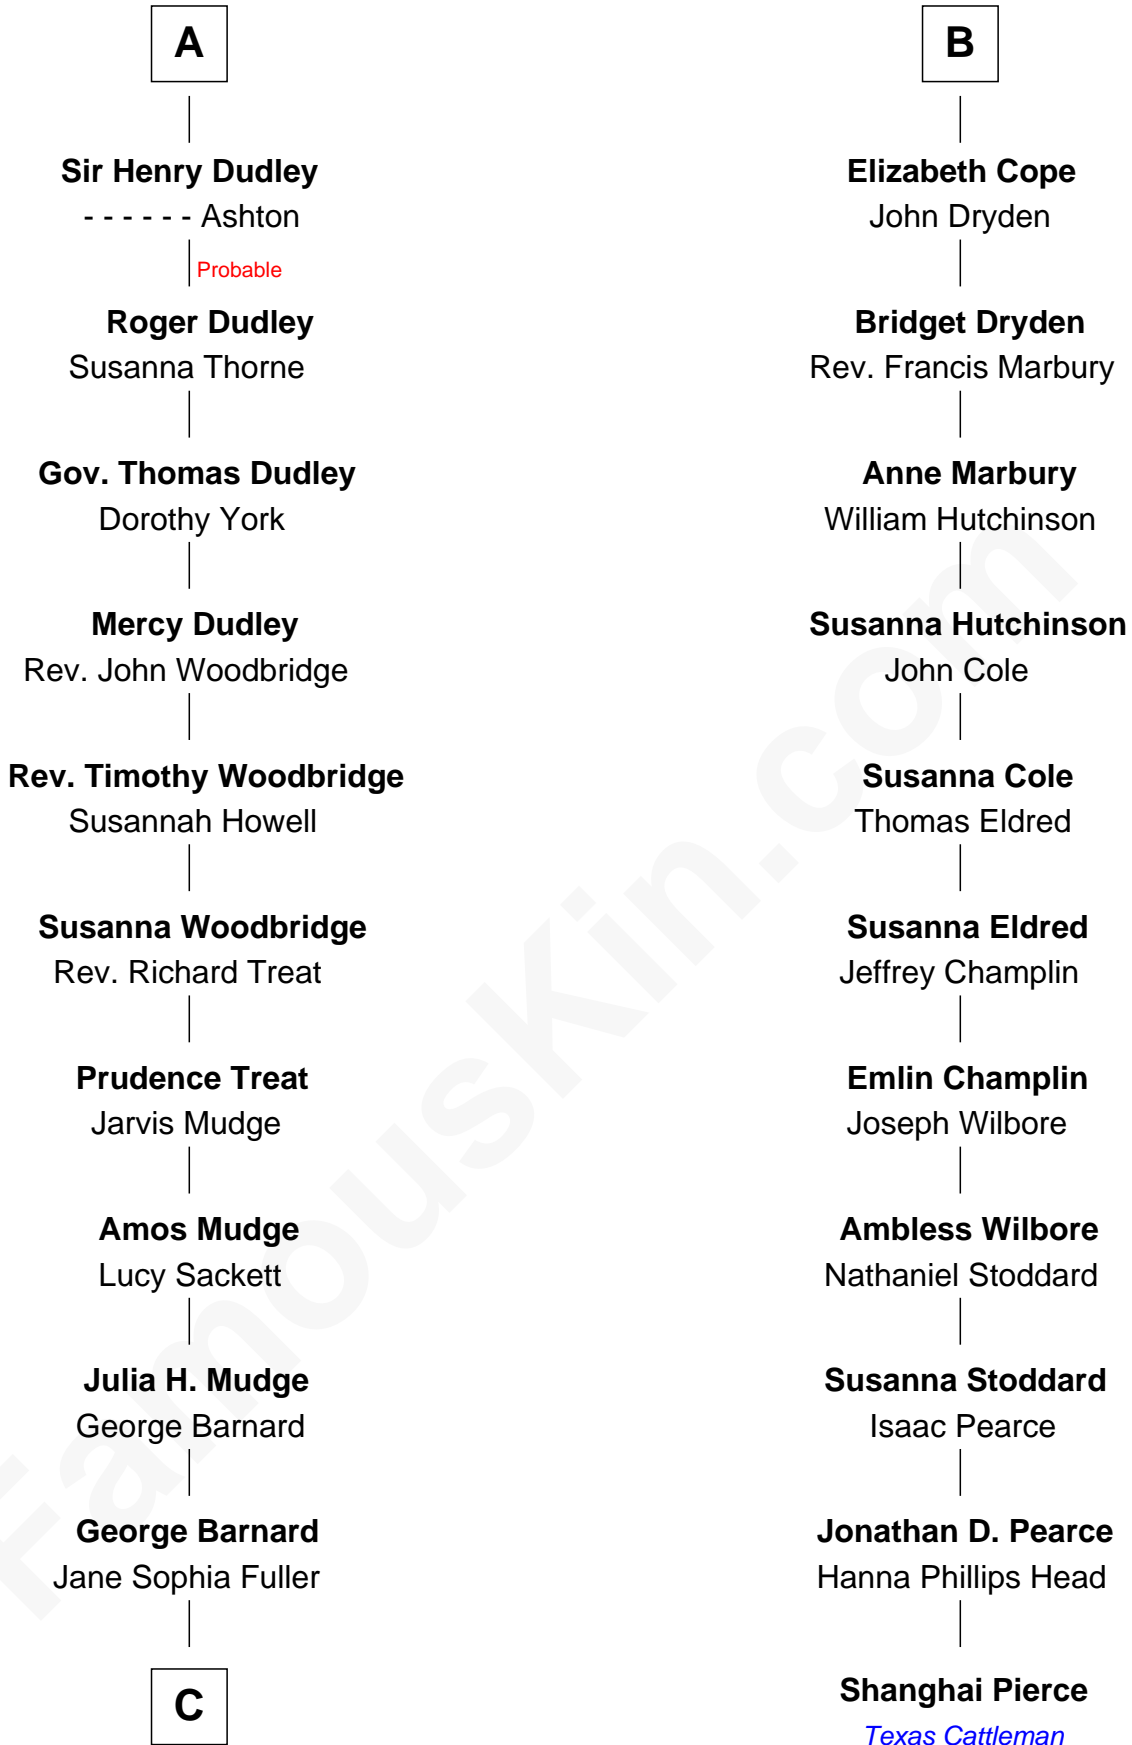 A
Sir Henry Dudley
- - - - - - Ashton
Probable
Roger Dudley
Susanna Thorne
Gov. Thomas Dudley
Dorothy York
Mercy Dudley
Rev. John Woodbridge
Rev. Timothy Woodbridge
Susannah Howell
Susanna Woodbridge
Rev. Richard Treat
Prudence Treat
Jarvis Mudge
Amos Mudge
Lucy Sackett
Julia H. Mudge
George Barnard
George Barnard
Jane Sophia Fuller
C
B
Elizabeth Cope
John Dryden
Bridget Dryden
Rev. Francis Marbury
Anne Marbury
William Hutchinson
Susanna Hutchinson
John Cole
Susanna Cole
Thomas Eldred
Susanna Eldred
Jeffrey Champlin
Emlin Champlin
Joseph Wilbore
Ambless Wilbore
Nathaniel Stoddard
Susanna Stoddard
Isaac Pearce
Jonathan D. Pearce
Hanna Phillips Head
Shanghai Pierce
Texas Cattleman
FamousKin.com